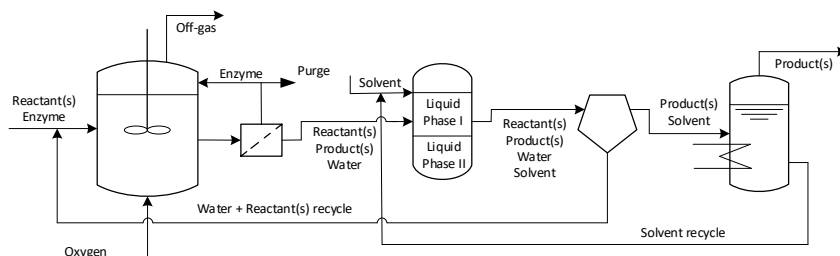 Off-gas
Enzyme
Purge
Reactant(s)
Enzyme
Oxygen
Reactant(s)
Product(s)
Water
Solvent
Liquid
Phase I
Liquid
Phase II
Reactant(s)
Product(s)
Water
Solvent
Product(s)
Solvent
Product(s)
Water + Reactant(s) recycle
Solvent recycle